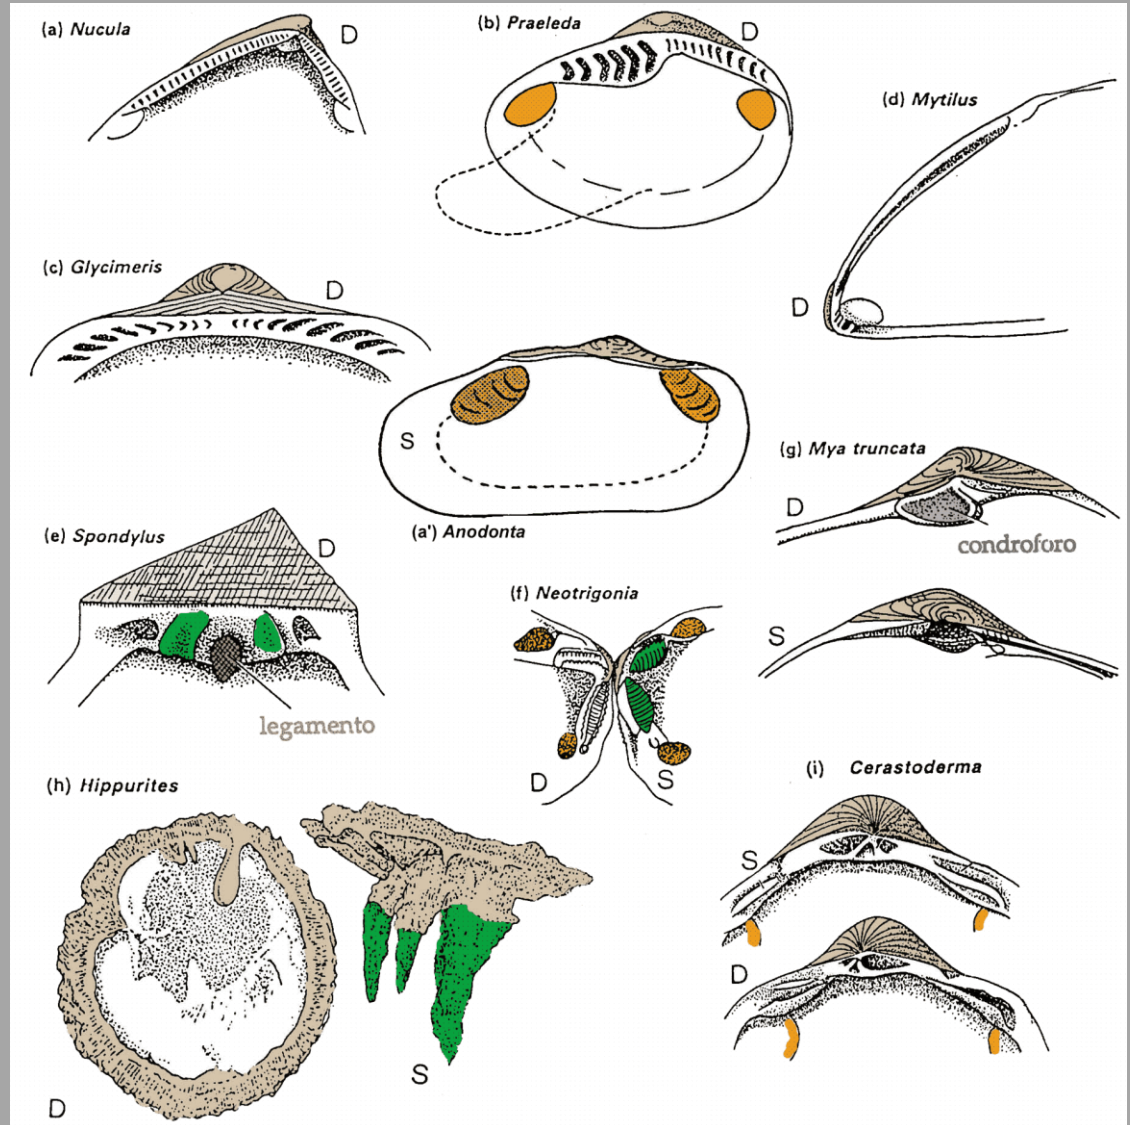 (a) Nucula
D
(b) Praeleda
D
(d) Mytilus
D
(c) Glycimeris
D
S
(a') Anodonta
(g) Mya truncata
D
condroforo
S
(e) Spondylus
D
legamento
(f) Neotrigonia
D
S
(h) Hippurites
D
S
(i) Cerastoderma
S
D